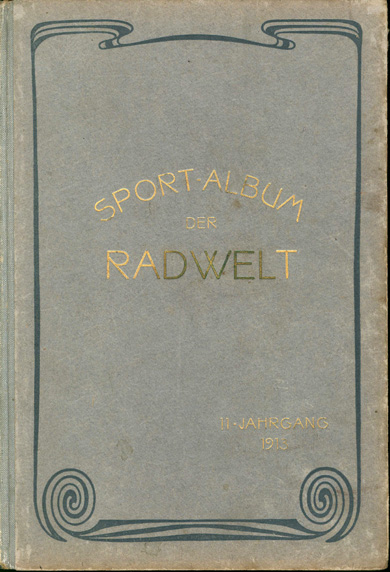 SPORT-ALBUM
DER
RADWELT
11·JAHRGANG
1913